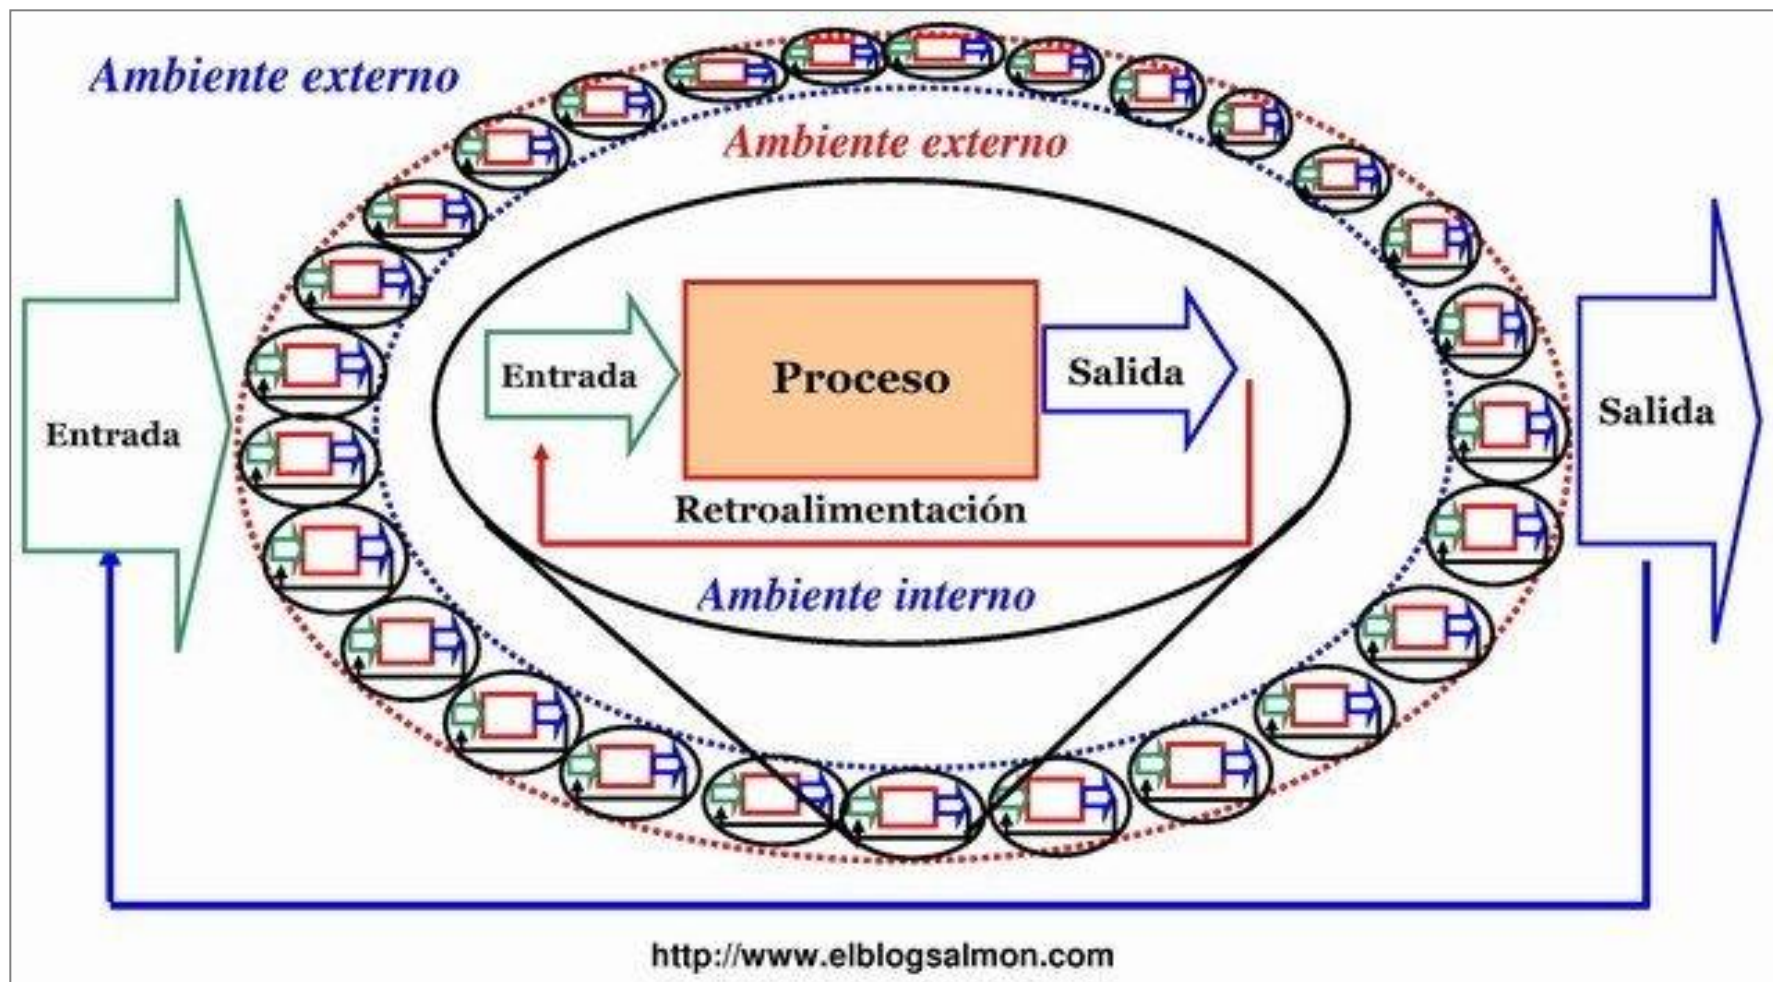 Ambiente externo
Ambiente externo
Entrada
Proceso
Salida
Entrada
Salida
Retroalimentación
Ambiente interno
http://www.elblogsalmon.com